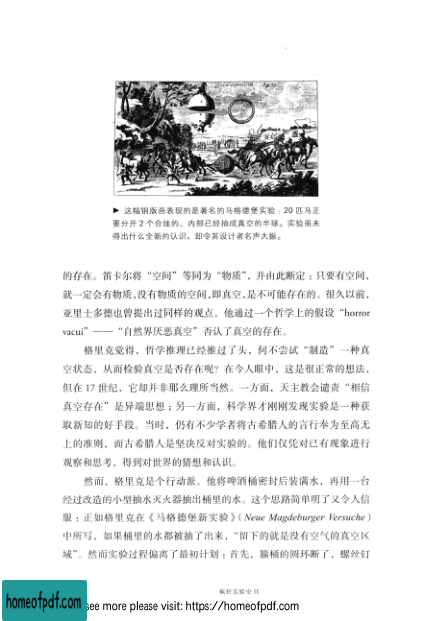 ▶ 这幅铜版画表现的是著名的马格德堡实验：20 匹马正
要分开 2 个合拢的、内部已经抽成真空的半球。实验虽未
得出什么全新的认识，却令其设计者名声大振。
的存在。笛卡尔将“空间”等同为“物质”，并由此断定：只要有空间，
就一定会有物质，没有物质的空间，即真空，是不可能存在的。很久以前，
亚里士多德也曾提出过同样的观点，他通过一个哲学上的假设“horror
vacui”——“自然界厌恶真空”否认了真空的存在。
格里克觉得，哲学推理已经推过了头，何不尝试“制造”一种真
空状态，从而检验真空是否存在呢？在今人眼中，这是很正常的想法，
但在 17 世纪，它却并非那么理所当然。一方面，天主教会谴责“相信
真空存在”是异端思想；另一方面，科学界才刚刚发现实验是一种获
取新知的好手段。当时，仍有不少学者将古希腊人的言行奉为至高无
上的准则，而古希腊人是坚决反对实验的。他们仅凭对已有现象进行
观察和思考，得到对世界的猜想和认识。
然而，格里克是个行动派。他将啤酒桶密封后装满水，再用一台
经过改造的小型抽水灭火器抽出桶里的水。这个思路简单明了又令人信
服：正如格里克在《马格德堡新实验》（Neue Magdeburger Versuche）
中所写，如果桶里的水都被抽了出来，“留下的就是没有空气的真空区
域”。然而实验过程偏离了最初计划：首先，箍桶的圆环断了，螺丝钉
疯狂实验史 II
homeofpdf.com
see more please visit: https://homeofpdf.com